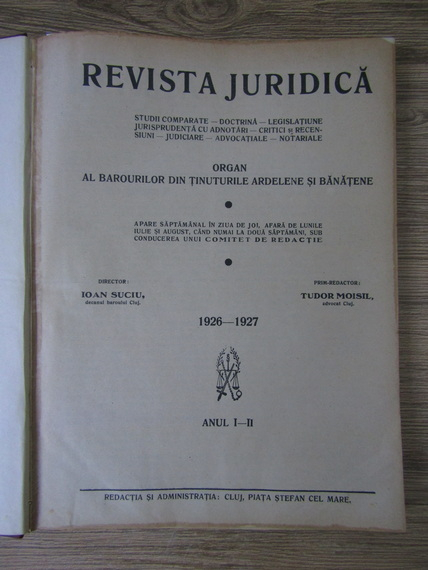 REVISTA JURIDICĂ
STUDII COMPARATE — DOCTRINĂ — LEGISLAȚIUNE
JURISPRUDENȚĂ CU ADNOTĂRI — CRITICI și RECEN-
SIUNI — JUDICIARE — ADVOCAȚIALE — NOTARIALE
ORGAN
AL BAROURILOR DIN ȚINUTURILE ARDELENE ȘI BĂNĂȚENE
APARE SĂPTĂMÂNAL ÎN ZIUA DE JOI, AFARĂ DE LUNILE
IULIE ȘI AUGUST, CÂND NUMAI LA DOUĂ SĂPTĂMÂNI, SUB
CONDUCEREA UNUI COMITET DE REDACȚIE
DIRECTOR:
IOAN SUCIU,
decanul baroului Cluj.
PRIM-REDACTOR:
TUDOR MOISIL,
advocat Cluj.
1926—1927
ANUL I—II
REDACȚIA ȘI ADMINISTRAȚIA: CLUJ, PIAȚA ȘTEFAN CEL MARE.